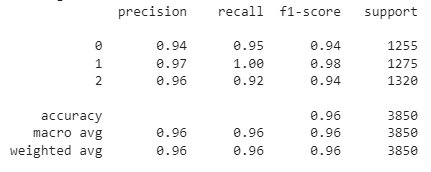 precision recall f1-score support
0 0.94 0.95 0.94 1255
1 0.97 1.00 0.98 1275
2 0.96 0.92 0.94 1320
accuracy 0.96 3850
macro avg 0.96 0.96 0.96 3850
weighted avg 0.96 0.96 0.96 3850